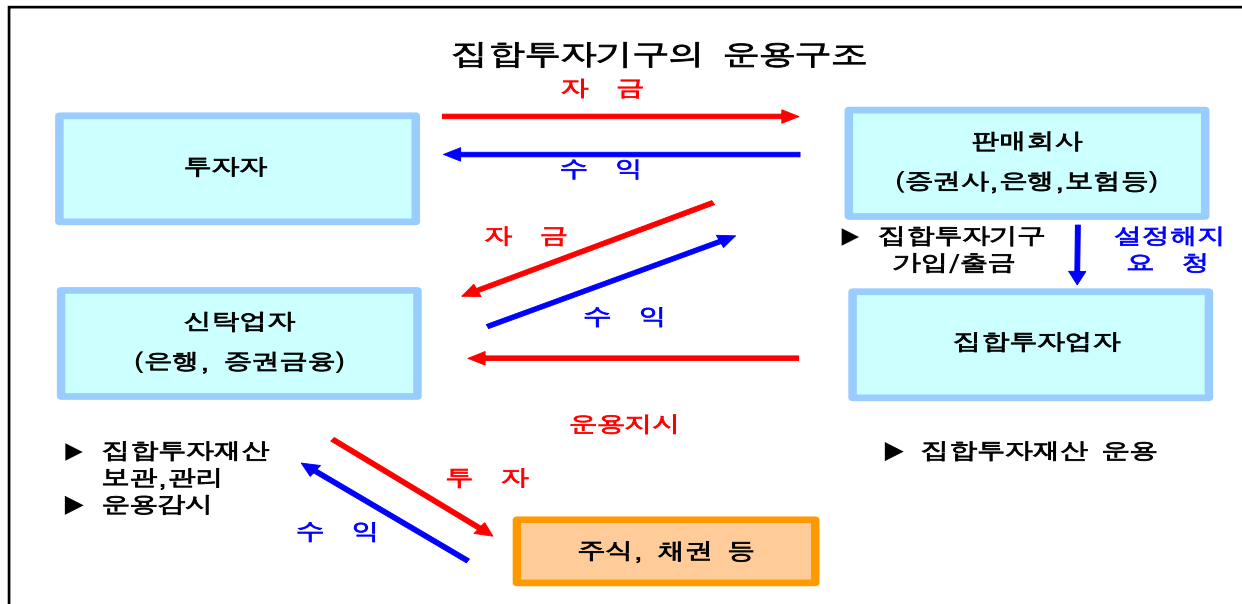 집합투자기구의 운용구조
자 금
투자자
수 익
판매회사
(증권사,은행,보험등)
자 금
수 익
▶ 집합투자기구
가입/출금
설정해지
요 청
신탁업자
(은행, 증권금융)
집합투자업자
운용지시
▶ 집합투자재산
보관,관리
▶ 운용감시
▶ 집합투자재산 운용
투 자
수 익
주식, 채권 등